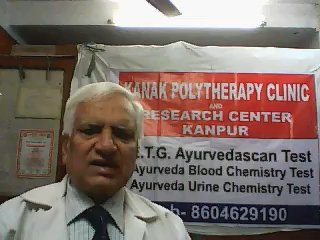 KANAK POLYTHERAPY CLINIC
AND
RESEARCH CENTER
KANPUR
.T.G. Ayurvedascan Test
Ayurveda Blood Chemistry Test
Ayurveda Urine Chemistry Test
b- 8604629190